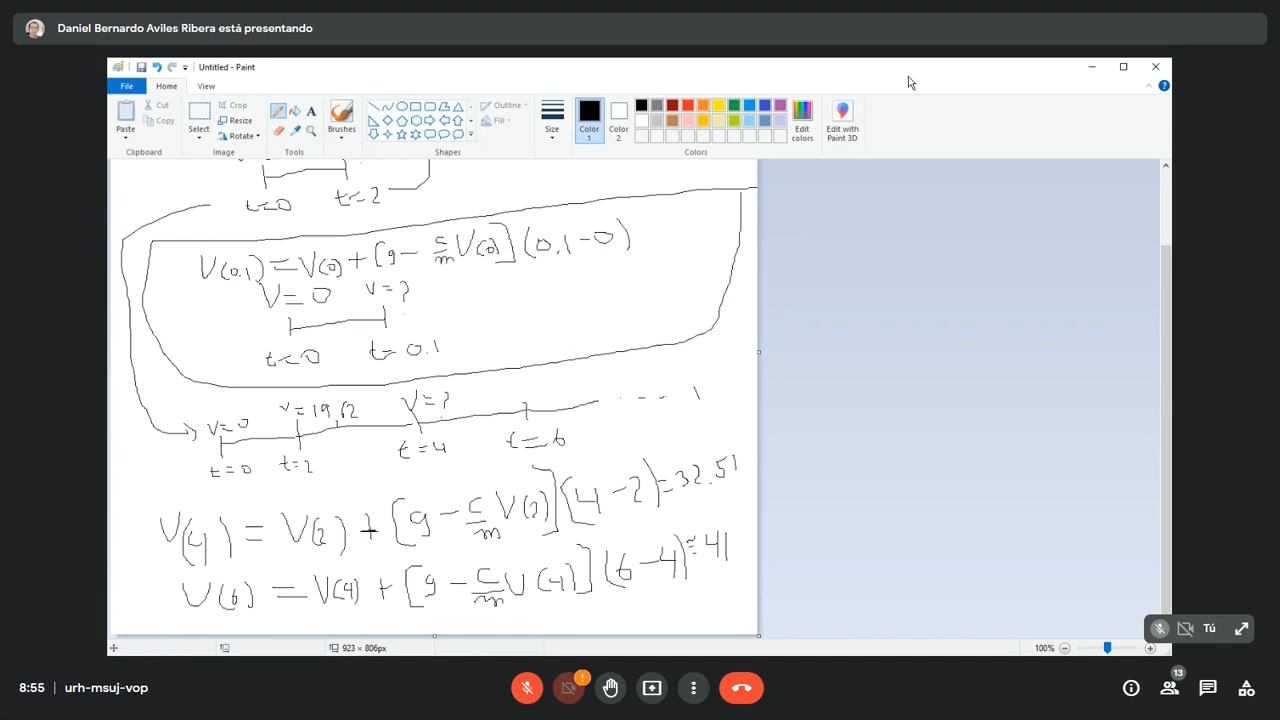 Daniel Bernardo Aviles Ribera está presentando
Untitled - Paint
File Home View
Paste
Cut
Copy
Clipboard
Select
Crop
Resize
Rotate
Image
Tools
Brushes
Shapes
Outline
Fill
Size
Color 1
Color 2
Edit colors
Edit with Paint 3D
Colors
t=0 t=2
V(0.1) = V(0) + [g - c/m V(0)] (0.1 - 0)
V = 0 V = ?
t=0 t= 0.1
V=0 V=19.62 V=?
t=0 t=2 t=4 t=6
V(4) = V(2) + [g - c/m V(2)] (4 - 2) = 32.51
V(6) = V(4) + [g - c/m V(4)] (6 - 4) ≈ 41
923 × 806px
100%
Tú
8:55 urh-msuj-vop
13